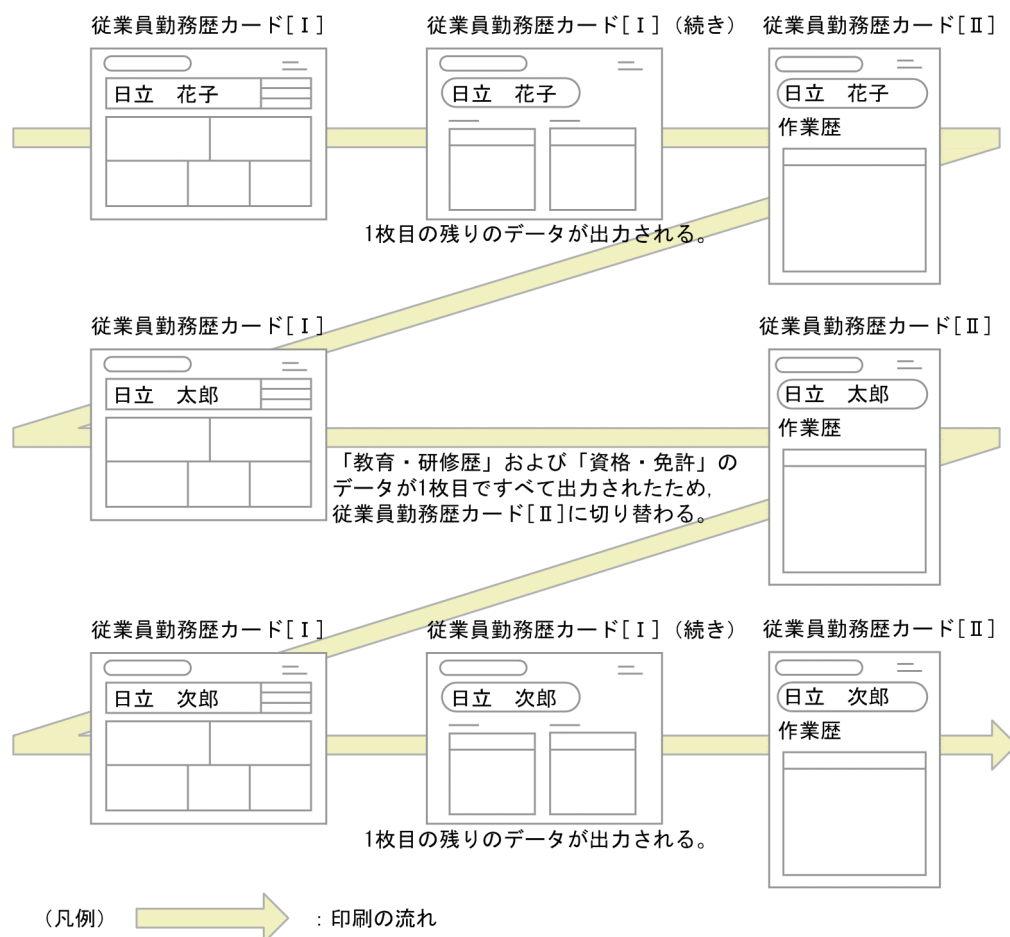 従業員勤務歴カード[Ⅰ]
従業員勤務歴カード[Ⅰ]（続き）
従業員勤務歴カード[Ⅱ]
日立　花子
日立　花子
日立　花子
作業歴
1枚目の残りのデータが出力される。
従業員勤務歴カード[Ⅰ]
従業員勤務歴カード[Ⅱ]
日立　太郎
日立　太郎
作業歴
「教育・研修歴」および「資格・免許」の
データが1枚目ですべて出力されたため,
従業員勤務歴カード[Ⅱ]に切り替わる。
従業員勤務歴カード[Ⅰ]
従業員勤務歴カード[Ⅰ]（続き）
従業員勤務歴カード[Ⅱ]
日立　次郎
日立　次郎
日立　次郎
作業歴
1枚目の残りのデータが出力される。
（凡例）　：印刷の流れ